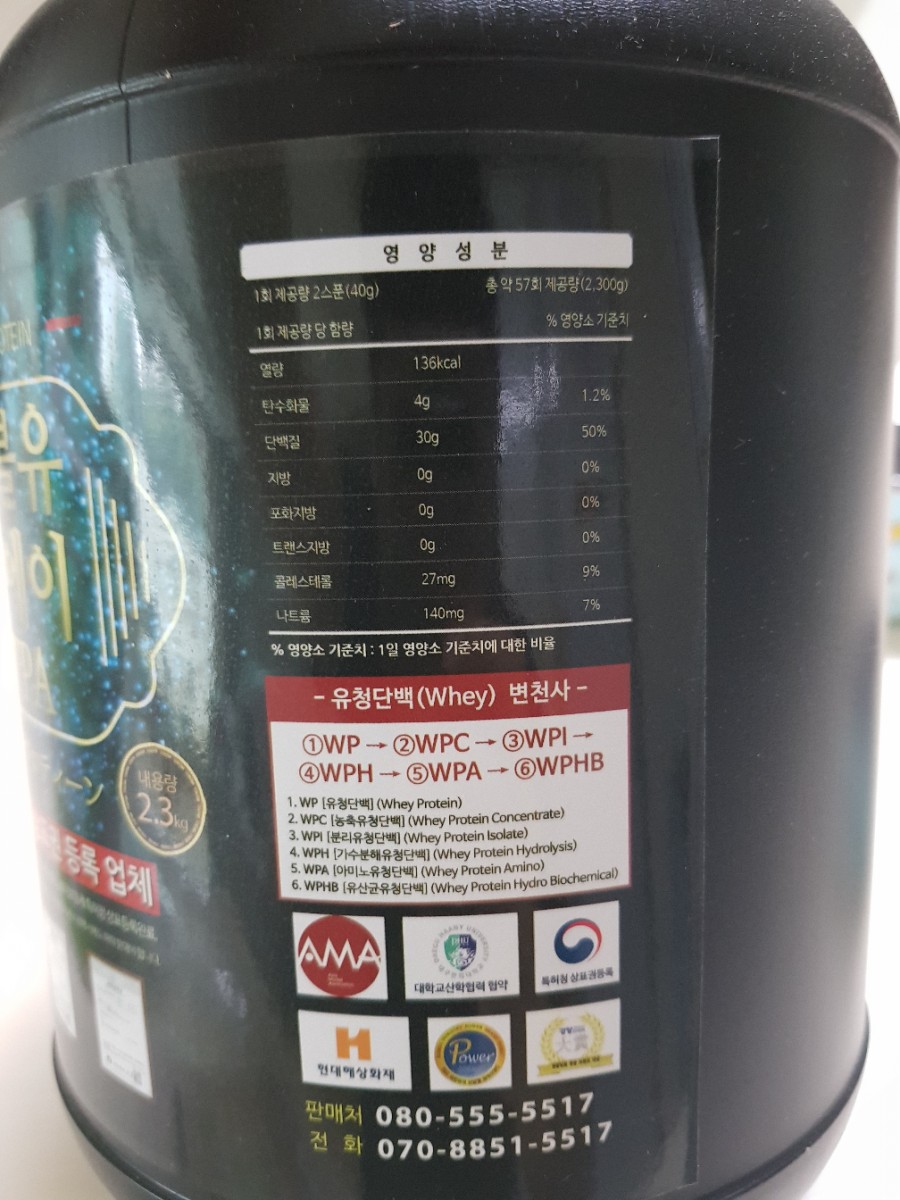 영 양 성 분
1회 제공량 2스푼(40g) 총 약 57회 제공량(2,300g)
1회 제공량 당 함량 % 영양소 기준치
열량 136kcal
탄수화물 4g 1.2%
단백질 30g 50%
지방 0g 0%
포화지방 0g 0%
트랜스지방 0g 0%
콜레스테롤 27mg 9%
나트륨 140mg 7%
% 영양소 기준치 : 1일 영양소 기준치에 대한 비율
- 유청단백(Whey) 변천사 -
①WP → ②WPC → ③WPI →
④WPH → ⑤WPA → ⑥WPHB
1. WP [유청단백] (Whey Protein)
2. WPC [농축유청단백] (Whey Protein Concentrate)
3. WPI [분리유청단백] (Whey Protein Isolate)
4. WPH [가수분해유청단백] (Whey Protein Hydrolysis)
5. WPA [아미노유청단백] (Whey Protein Amino)
6. WPHB [유산균유청단백] (Whey Protein Hydro Biochemical)
AMA
대학교산학협력 협약
특허청 상표권등록
현대해상화재
Power
大賞
판매처 080-555-5517
전 화 070-8851-5517
유
이
PA
ーン
내용량
2.3kg
등록 업체